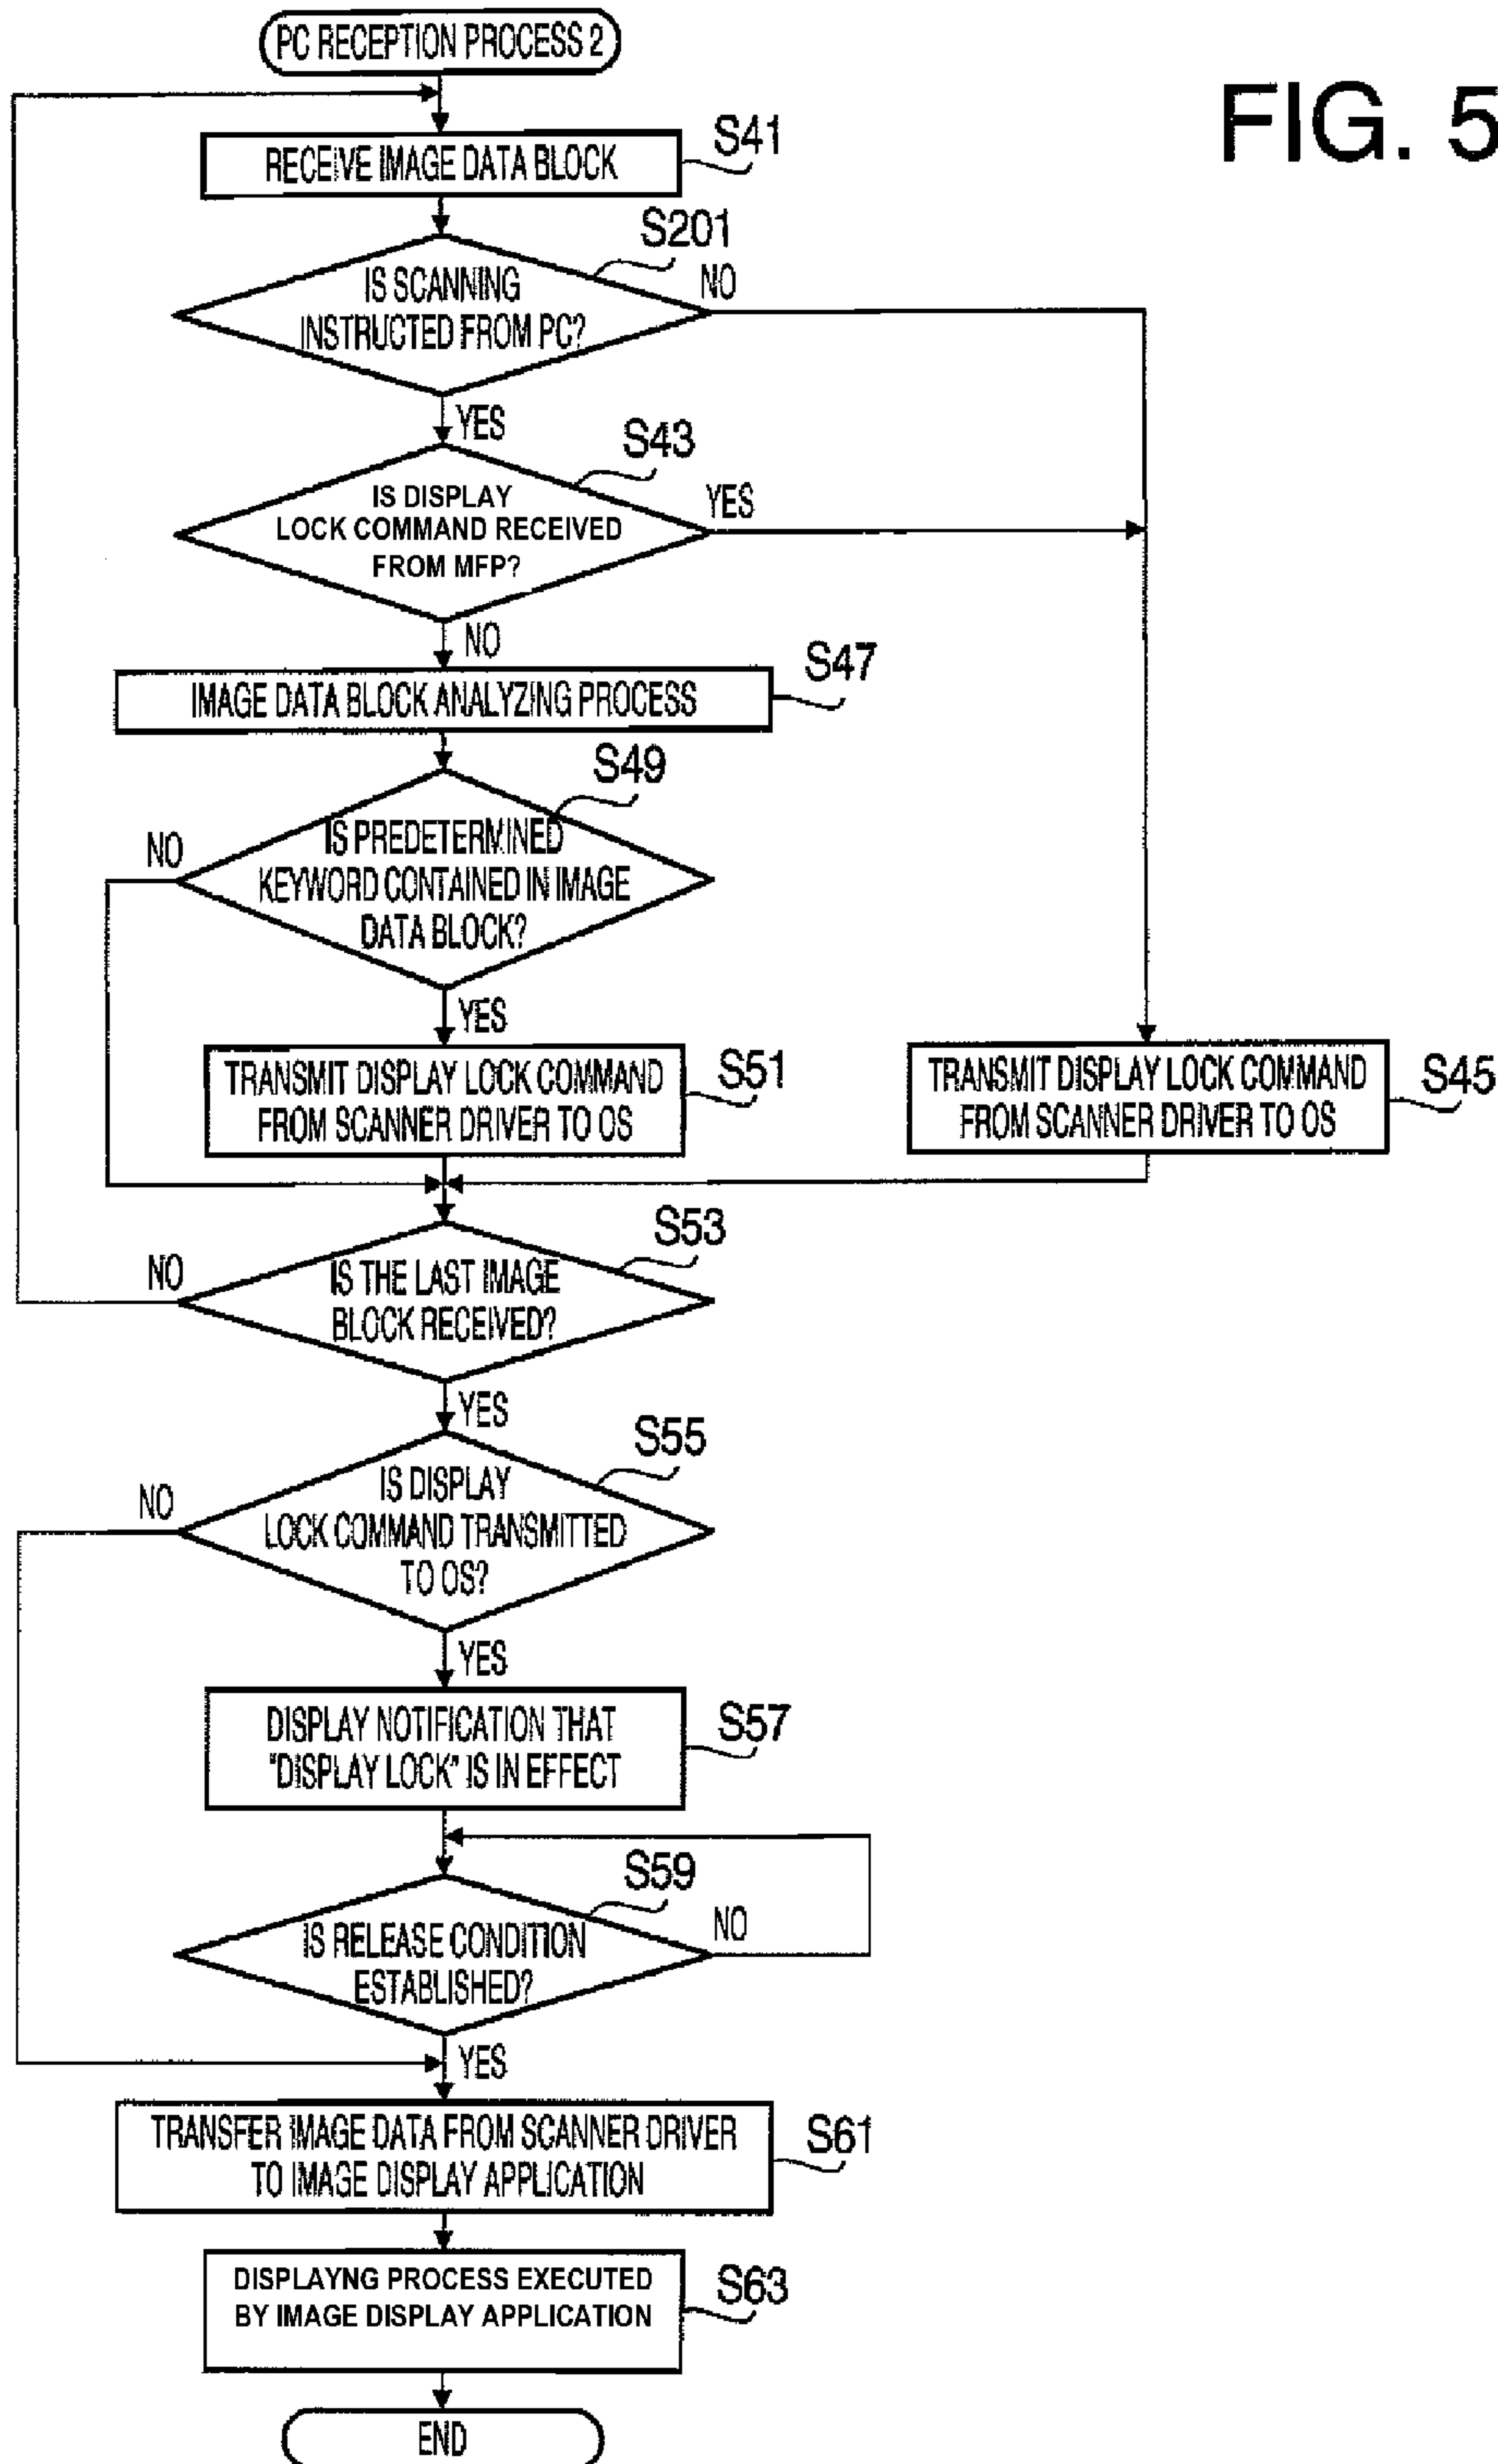 PC RECEPTION PROCESS 2
FIG. 5
S41
RECEIVE IMAGE DATA BLOCK
S201
IS SCANNING
INSTRUCTED FROM PC?
NO
YES
S43
IS DISPLAY
LOCK COMMAND RECEIVED
FROM MFP?
YES
NO
S47
IMAGE DATA BLOCK ANALYZING PROCESS
S49
IS PREDETERMINED
KEYWORD CONTAINED IN IMAGE
DATA BLOCK?
NO
YES
TRANSMIT DISPLAY LOCK COMMAND
FROM SCANNER DRIVER TO OS
S51
TRANSMIT DISPLAY LOCK COMMAND
FROM SCANNER DRIVER TO OS
S45
S53
IS THE LAST IMAGE
BLOCK RECEIVED?
NO
YES
S55
IS DISPLAY
LOCK COMMAND TRANSMITTED
TO OS?
NO
YES
DISPLAY NOTIFICATION THAT
"DISPLAY LOCK" IS IN EFFECT
S57
S59
IS RELEASE CONDITION
ESTABLISHED?
NO
YES
TRANSFER IMAGE DATA FROM SCANNER DRIVER
TO IMAGE DISPLAY APPLICATION
S61
DISPLAYNG PROCESS EXECUTED
BY IMAGE DISPLAY APPLICATION
S63
END